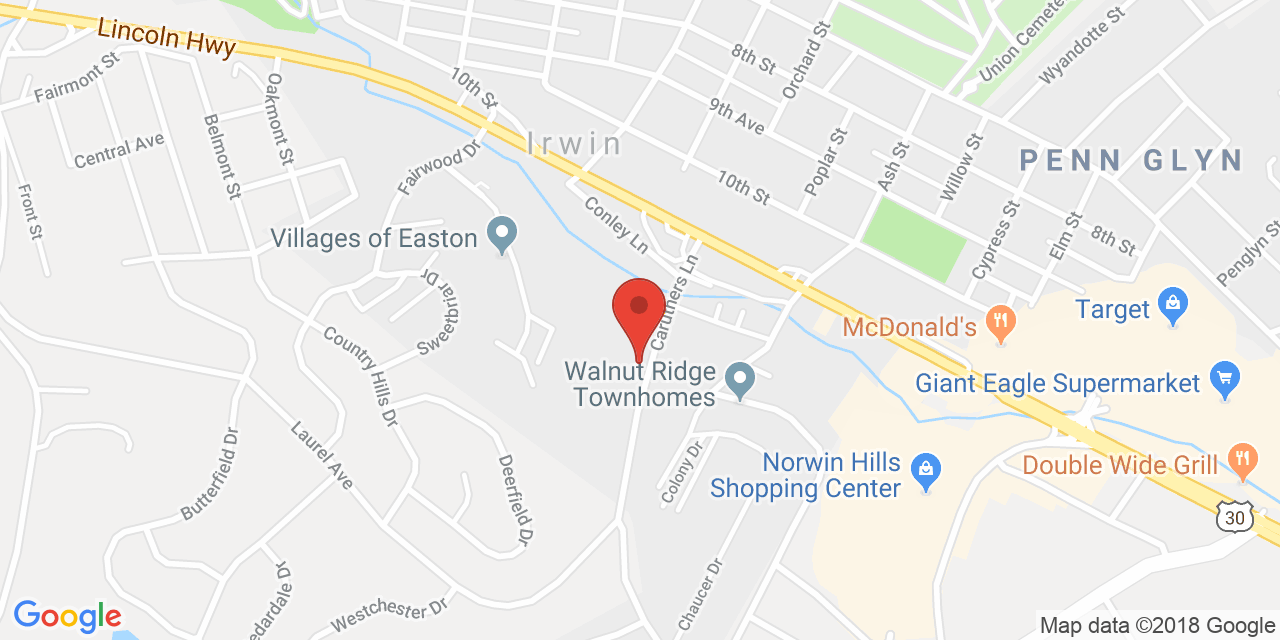 Lincoln Hwy
Fairmont St
Central Ave
Oakmont St
Belmont St
Front St
10th St
8th St
Orchard St
Union Cemete
Wyandotte St
9th Ave
Irwin
Fairwood Dr
Poplar St
Ash St
Willow St
PENN GLYN
10th St
Conley Ln
Villages of Easton
Cypress St
Elm St
8th St
Penglyn St
Caruthers Ln
Sweetbriar Dr
Target
McDonald's
Country Hills Dr
Walnut Ridge
Townhomes
Giant Eagle Supermarket
Butterfield Dr
Laurel Ave
Deerfield Dr
Colony Dr
Norwin Hills
Shopping Center
Double Wide Grill
30
Chaucer Dr
edardale Dr
Westchester Dr
Google
Map data ©2018 Google